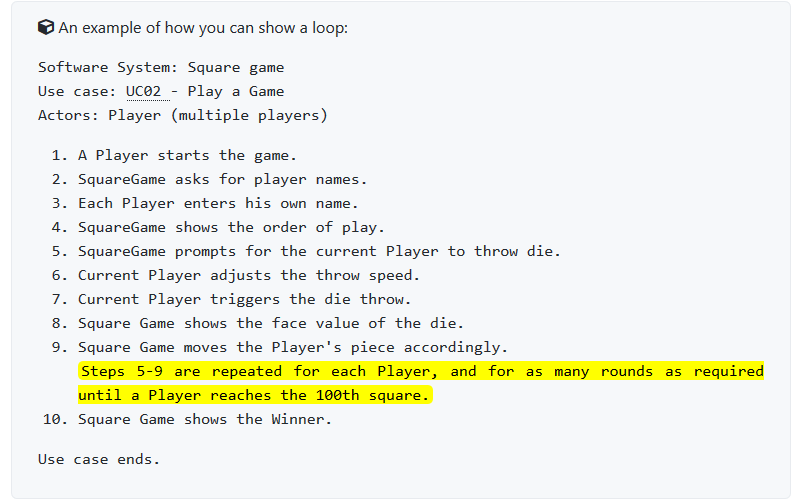 An example of how you can show a loop:
Software System: Square game
Use case: UC02 - Play a Game
Actors: Player (multiple players)
1. A Player starts the game.
2. SquareGame asks for player names.
3. Each Player enters his own name.
4. SquareGame shows the order of play.
5. SquareGame prompts for the current Player to throw die.
6. Current Player adjusts the throw speed.
7. Current Player triggers the die throw.
8. Square Game shows the face value of the die.
9. Square Game moves the Player's piece accordingly.
Steps 5-9 are repeated for each Player, and for as many rounds as required
until a Player reaches the 100th square.
10. Square Game shows the Winner.
Use case ends.